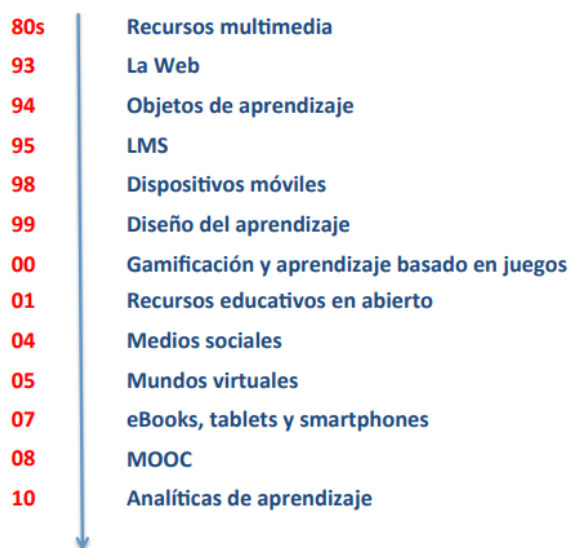 80s Recursos multimedia
93 La Web
94 Objetos de aprendizaje
95 LMS
98 Dispositivos móviles
99 Diseño del aprendizaje
00 Gamificación y aprendizaje basado en juegos
01 Recursos educativos en abierto
04 Medios sociales
05 Mundos virtuales
07 eBooks, tablets y smartphones
08 MOOC
10 Analíticas de aprendizaje